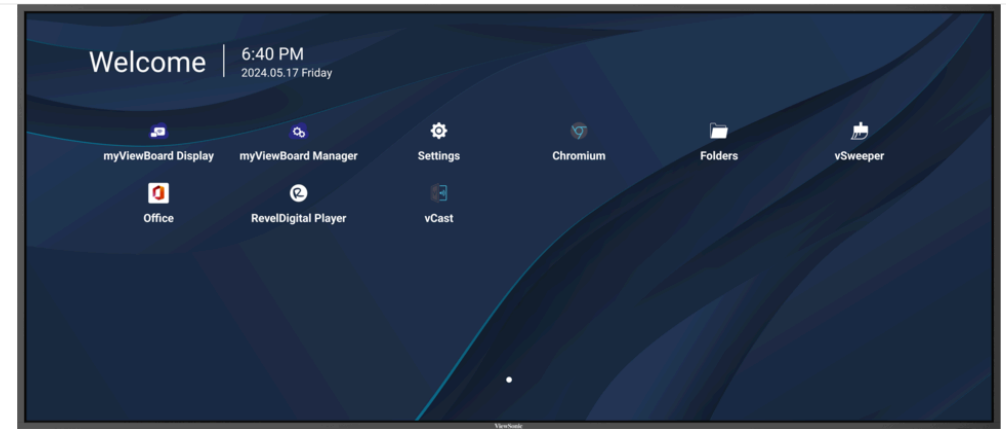 Welcome
6:40 PM
2024.05.17 Friday
myViewBoard Display
myViewBoard Manager
Settings
Chromium
Folders
vSweeper
Office
RevelDigital Player
vCast
ViewSonic